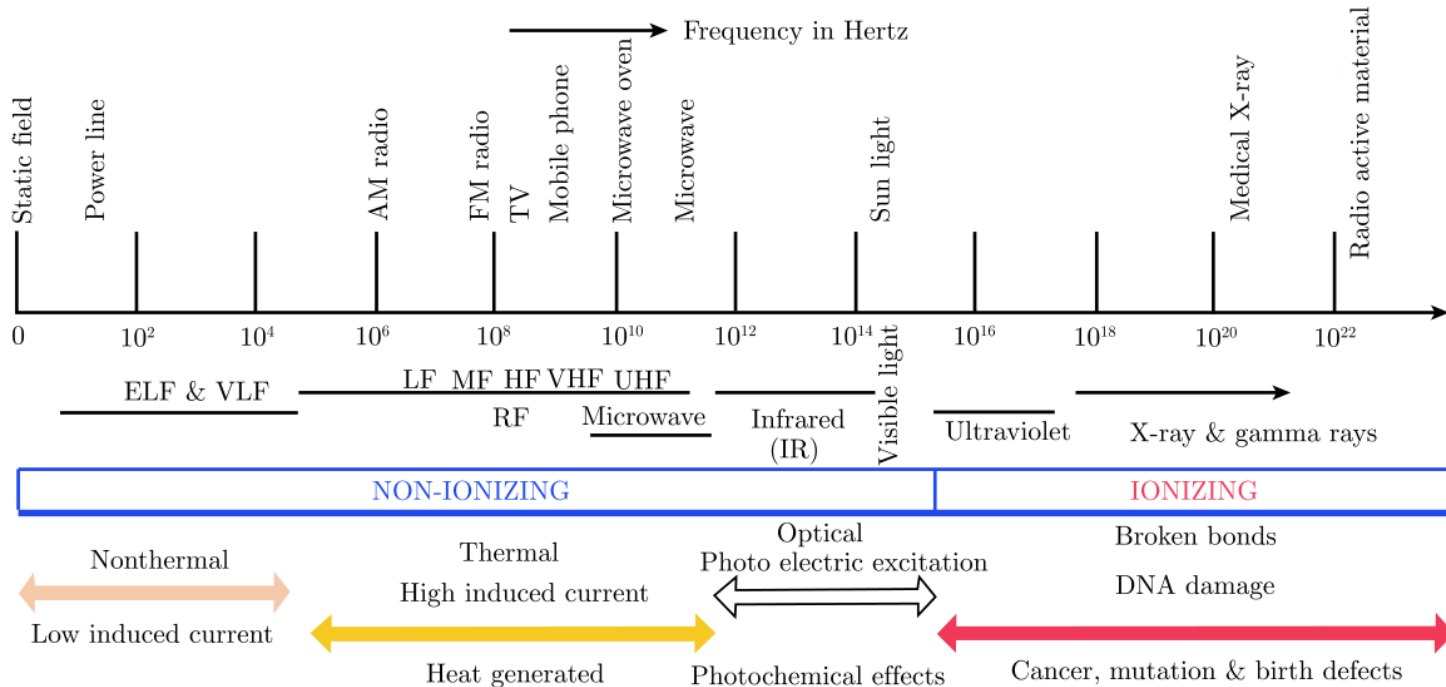 Frequency in Hertz
Static field
Power line
AM radio
FM radio
TV
Mobile phone
Microwave oven
Microwave
Sun light
Medical X-ray
Radio active material
0
10²
10⁴
10⁶
10⁸
10¹⁰
10¹²
10¹⁴
10¹⁶
10¹⁸
10²⁰
10²²
ELF & VLF
LF MF HF VHF UHF
RF
Microwave
Infrared
(IR)
Visible light
Ultraviolet
X-ray & gamma rays
NON-IONIZING
IONIZING
Nonthermal
Low induced current
Thermal
High induced current
Heat generated
Optical
Photo electric excitation
Photochemical effects
Broken bonds
DNA damage
Cancer, mutation & birth defects